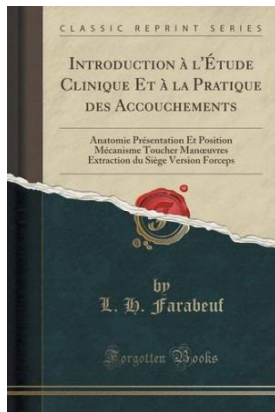 CLASSIC REPRINT SERIES
INTRODUCTION À L'ÉTUDE
CLINIQUE ET À LA PRATIQUE
DES ACCOUCHEMENTS
Anatomie Présentation Et Position
Mécanisme Toucher Manœuvres
Extraction du Siège Version Forceps
by
L. H. Farabeuf
Forgotten Books